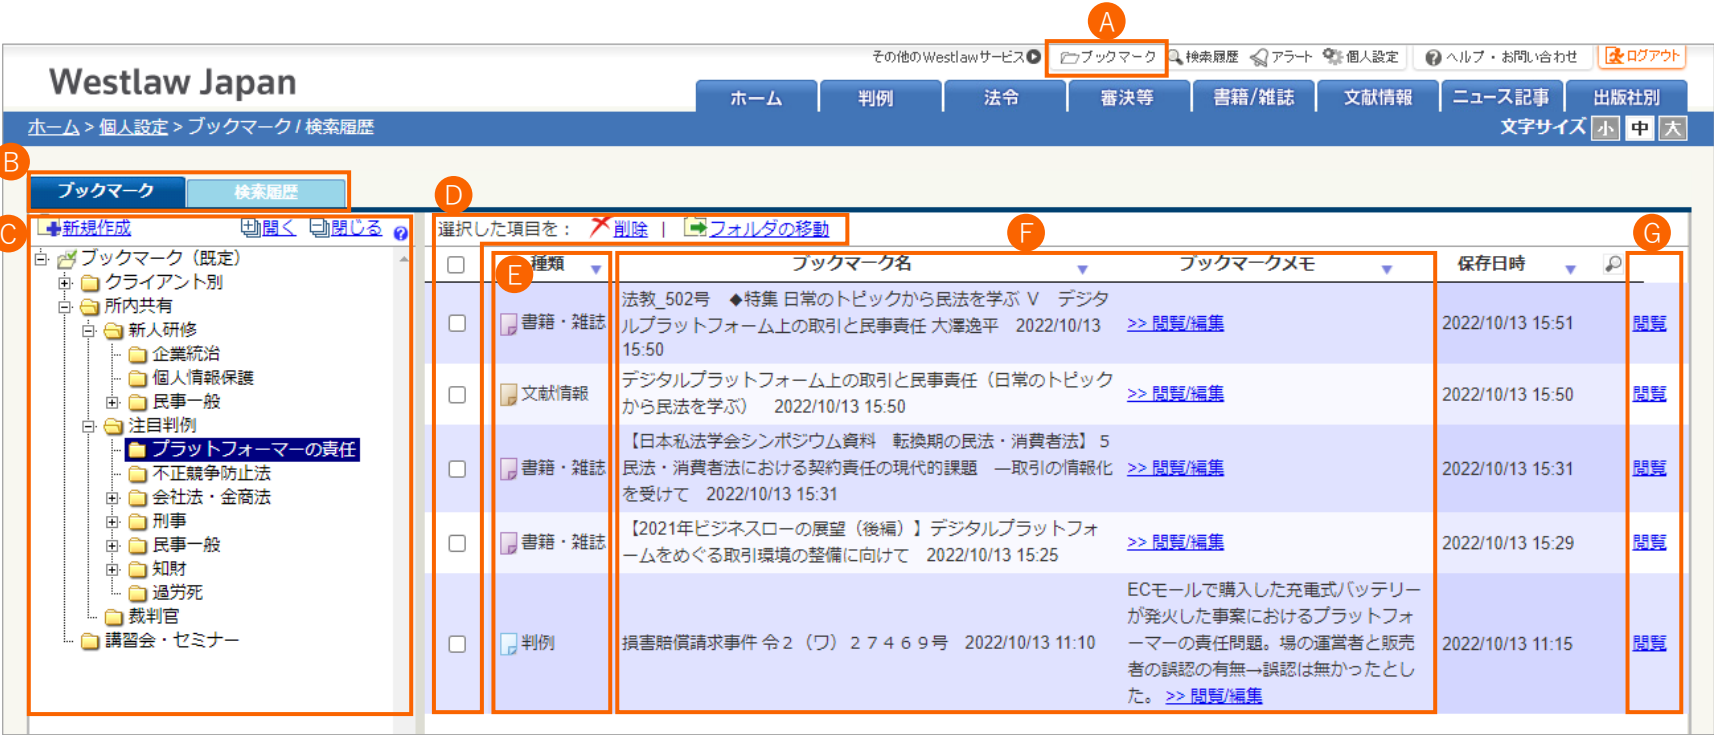 A
その他のWestlawサービス ブックマーク 検索履歴 アラート 個人設定 ヘルプ・お問い合わせ ログアウト
Westlaw Japan
ホーム 判例 法令 審決等 書籍/雑誌 文献情報 ニュース記事 出版社別
ホーム > 個人設定 > ブックマーク / 検索履歴
文字サイズ 小 中 大
B
ブックマーク 検索履歴
C
新規作成 開く 閉じる
ブックマーク（既定）
クライアント別
所内共有
新人研修
企業統治
個人情報保護
民事一般
注目判例
プラットフォーマーの責任
不正競争防止法
会社法・金商法
刑事
民事一般
知財
過労死
裁判官
講習会・セミナー
D
選択した項目を： 削除 | フォルダの移動
E
F
G
種類 ブックマーク名 ブックマークメモ 保存日時
書籍・雑誌
法教_502号　◆特集 日常のトピックから民法を学ぶ Ⅴ　デジタ
ルプラットフォーム上の取引と民事責任 大澤逸平　2022/10/13
15:50
>> 閲覧/編集
2022/10/13 15:51
閲覧
文献情報
デジタルプラットフォーム上の取引と民事責任（日常のトピック
から民法を学ぶ）　2022/10/13 15:50
>> 閲覧/編集
2022/10/13 15:50
閲覧
書籍・雑誌
【日本私法学会シンポジウム資料　転換期の民法・消費者法】５
民法・消費者法における契約責任の現代的課題　―取引の情報化
を受けて　2022/10/13 15:31
>> 閲覧/編集
2022/10/13 15:31
閲覧
書籍・雑誌
【2021年ビジネスローの展望（後編）】デジタルプラットフォ
ームをめぐる取引環境の整備に向けて　2022/10/13 15:25
>> 閲覧/編集
2022/10/13 15:29
閲覧
判例
損害賠償請求事件 令２（ワ）２７４６９号　2022/10/13 11:10
ECモールで購入した充電式バッテリー
が発火した事案におけるプラットフォ
ーマーの責任問題。場の運営者と販売
者の誤認の有無→誤認は無かったとし
た。 >> 閲覧/編集
2022/10/13 11:15
閲覧